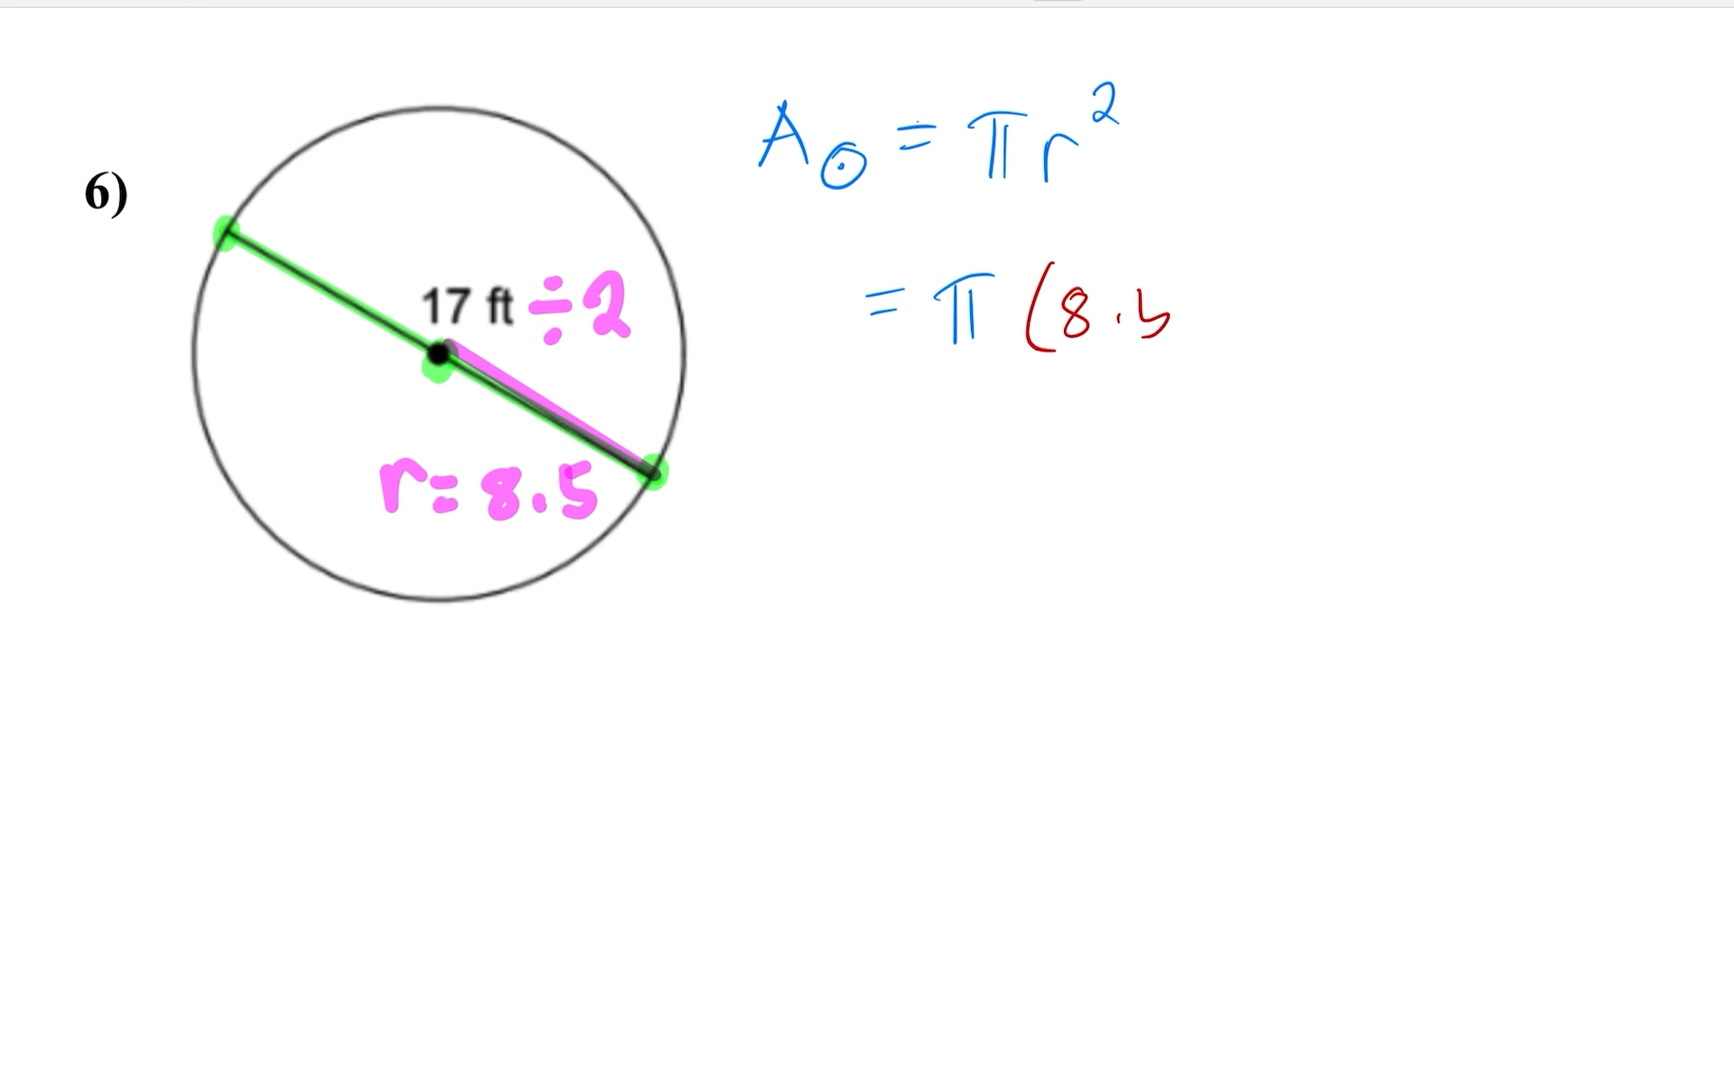 6)
17 ft ÷ 2
r = 8.5
A⊙ = πr²
= π (8.5